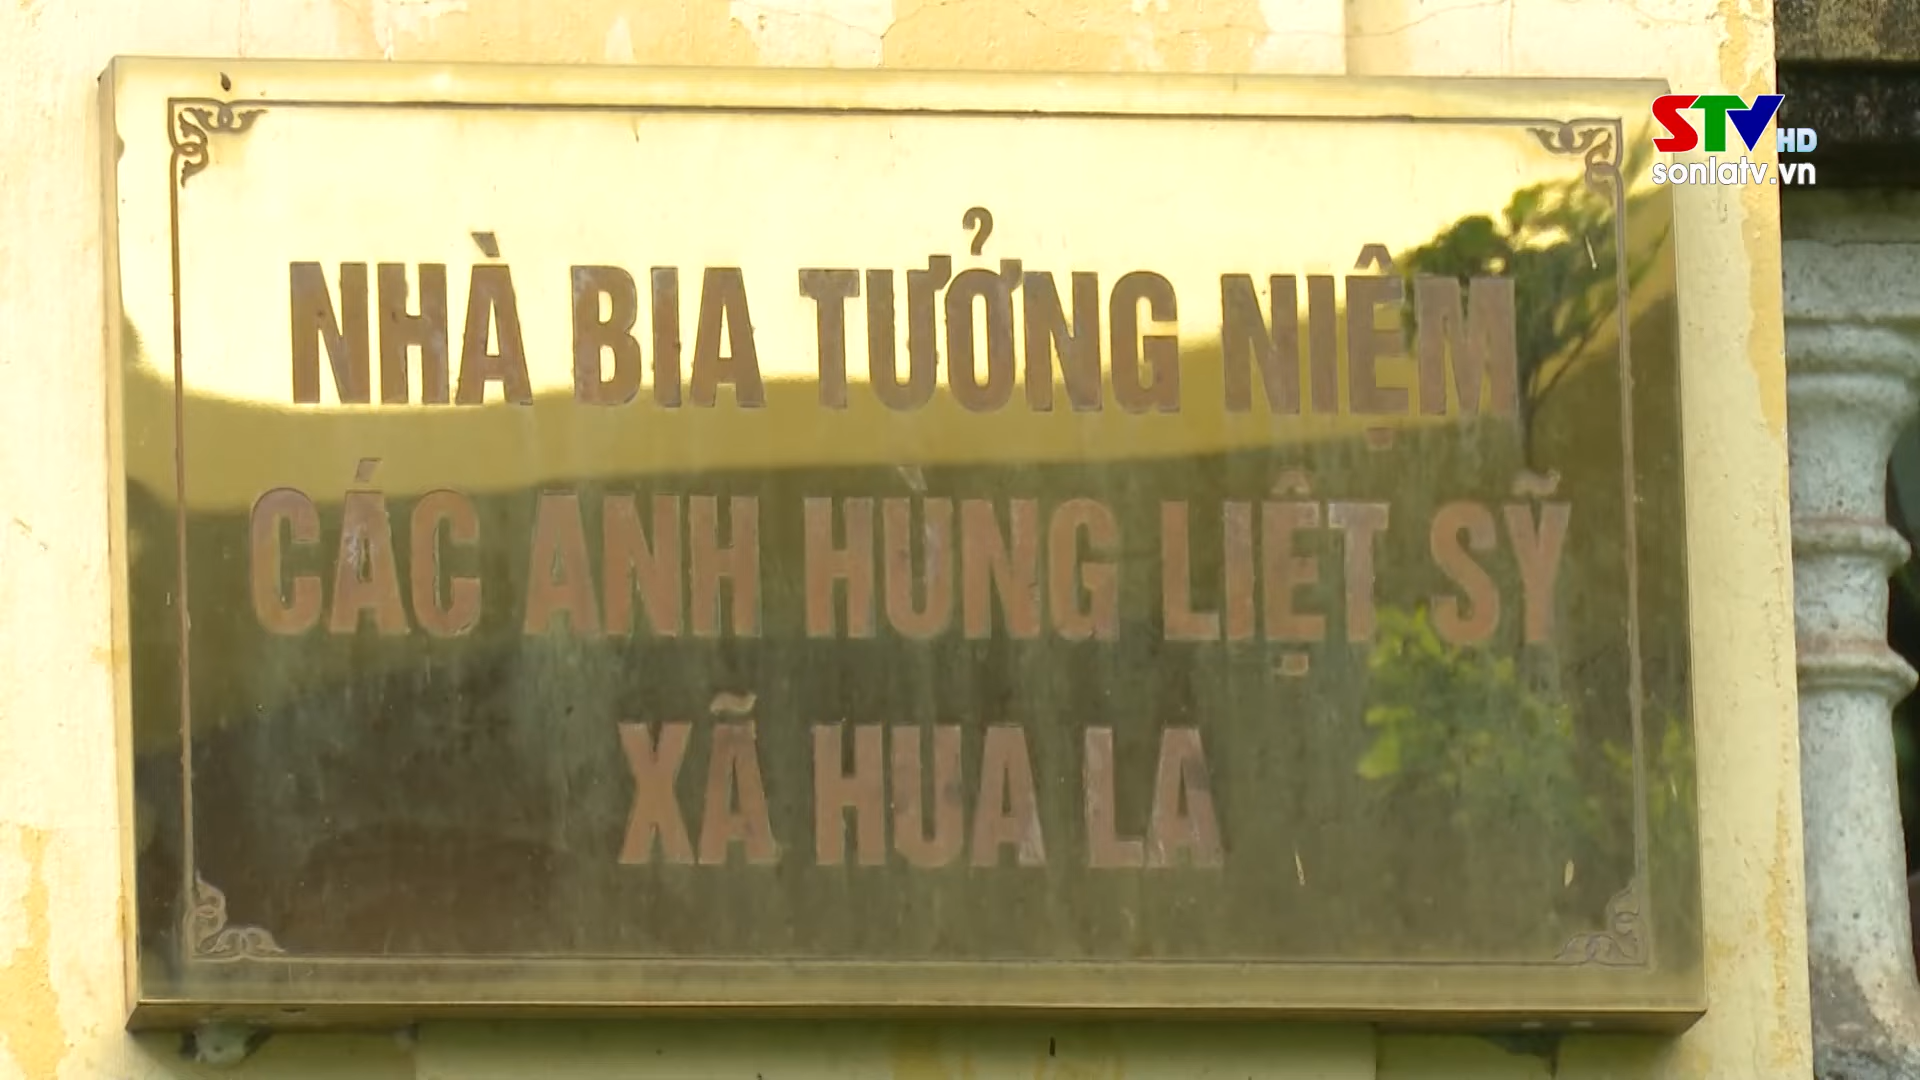 STV HD
sonlatv.vn
NHÀ BIA TƯỞNG NIỆM
CÁC ANH HÙNG LIỆT SỸ
XÃ HUA LA